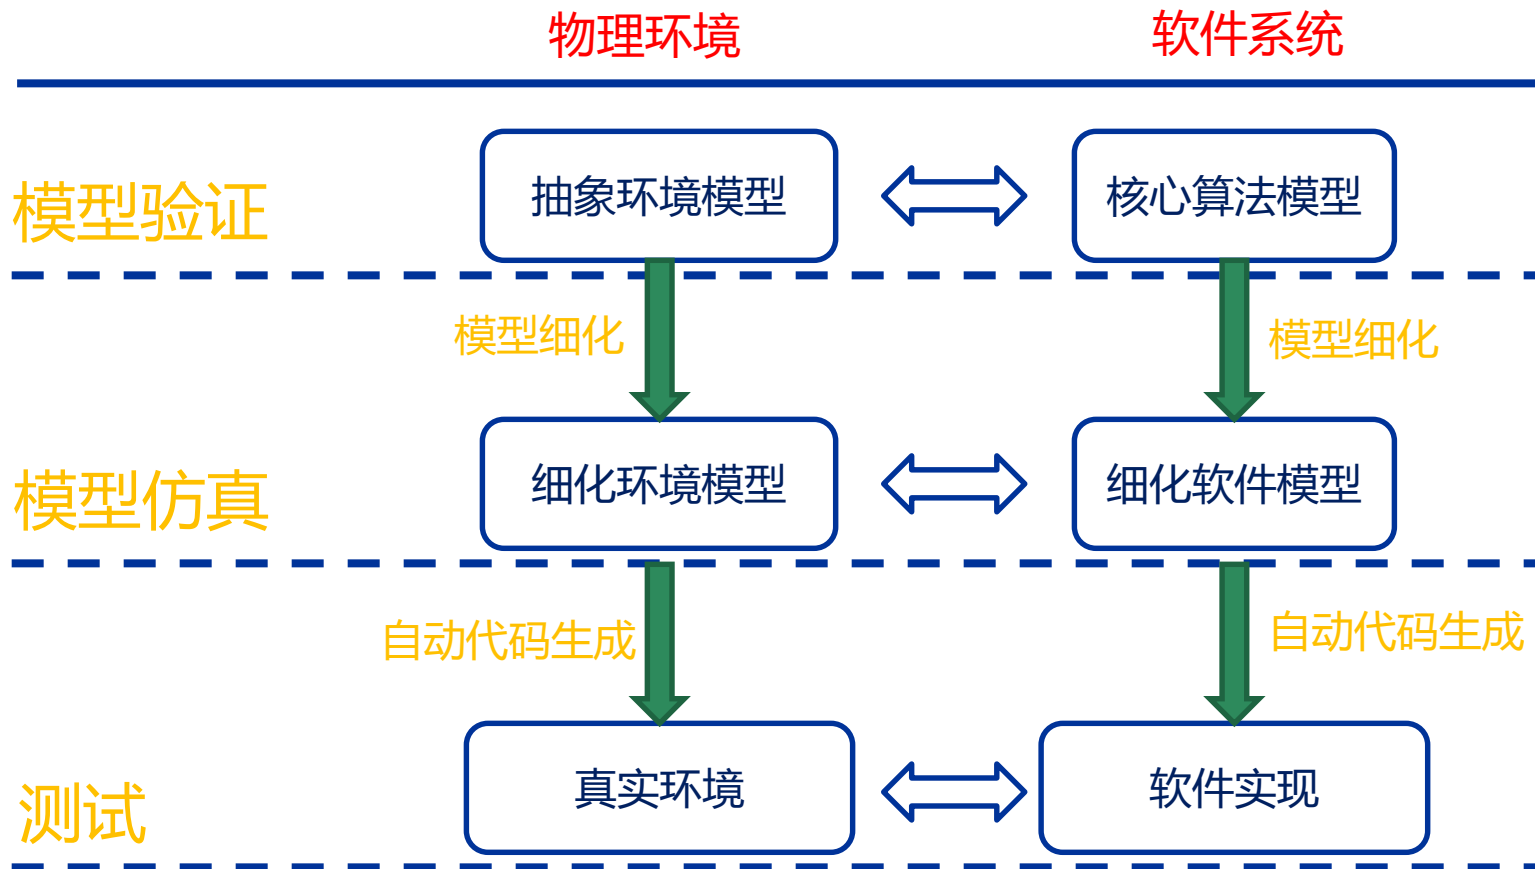 物理环境
软件系统
模型验证
抽象环境模型
核心算法模型
模型细化
模型细化
模型仿真
细化环境模型
细化软件模型
自动代码生成
自动代码生成
测试
真实环境
软件实现